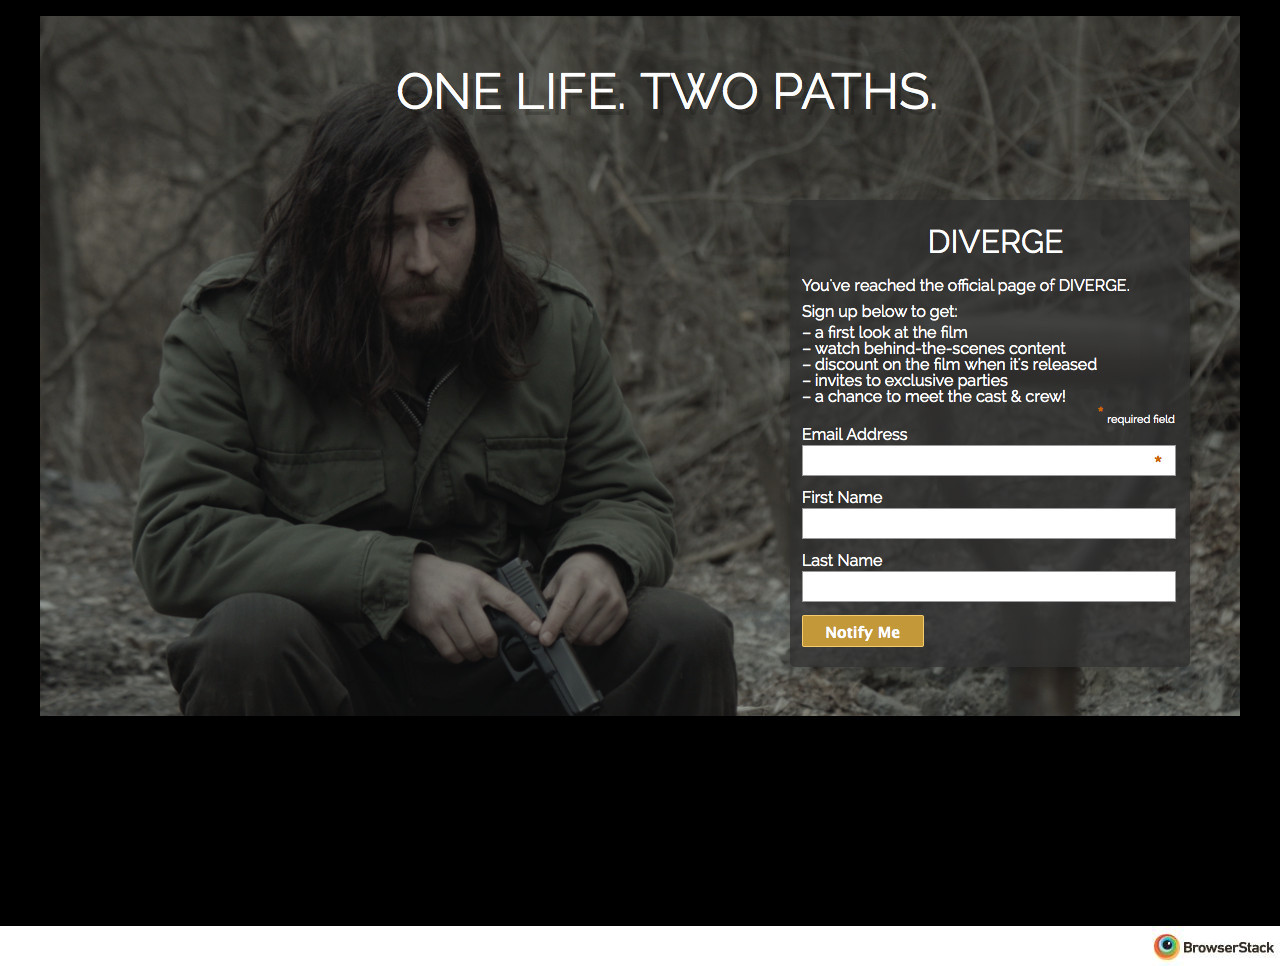 ONE LIFE. TWO PATHS.
DIVERGE
You've reached the official page of DIVERGE.
Sign up below to get:
– a first look at the film
– watch behind-the-scenes content
– discount on the film when it's released
– invites to exclusive parties
– a chance to meet the cast & crew!
* required field
Email Address
*
First Name
Last Name
Notify Me
BrowserStack